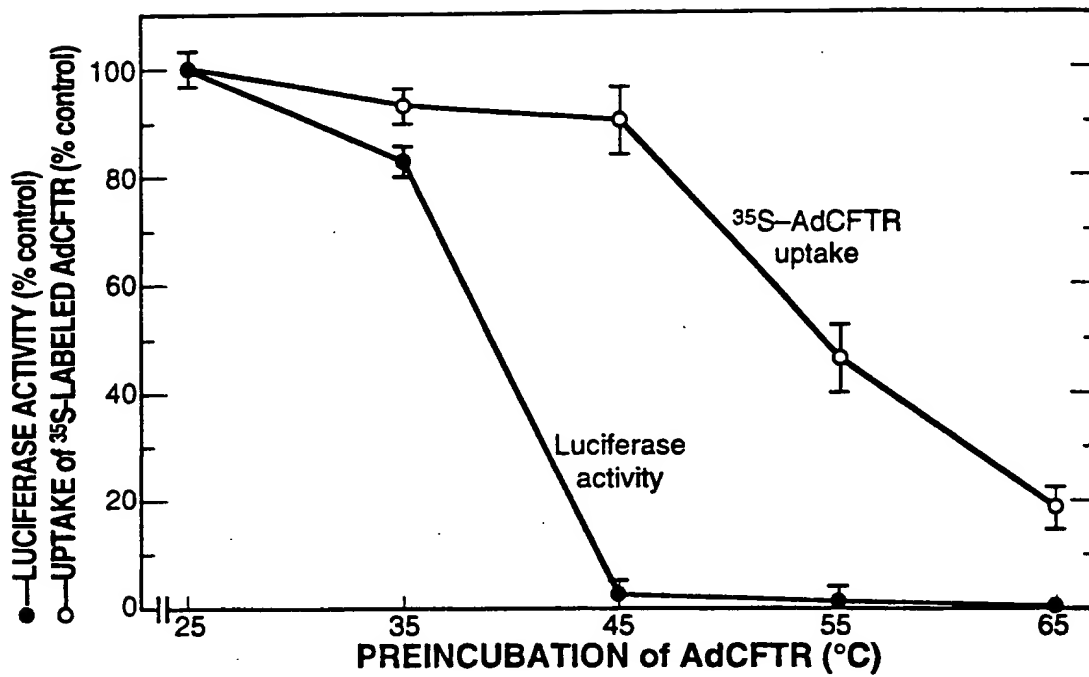 ●—LUCIFERASE ACTIVITY (% control)
○—UPTAKE of ³⁵S-LABELED AdCFTR (% control)
100
80
60
40
20
0
³⁵S–AdCFTR
uptake
Luciferase
activity
25 35 45 55 65
PREINCUBATION of AdCFTR (°C)